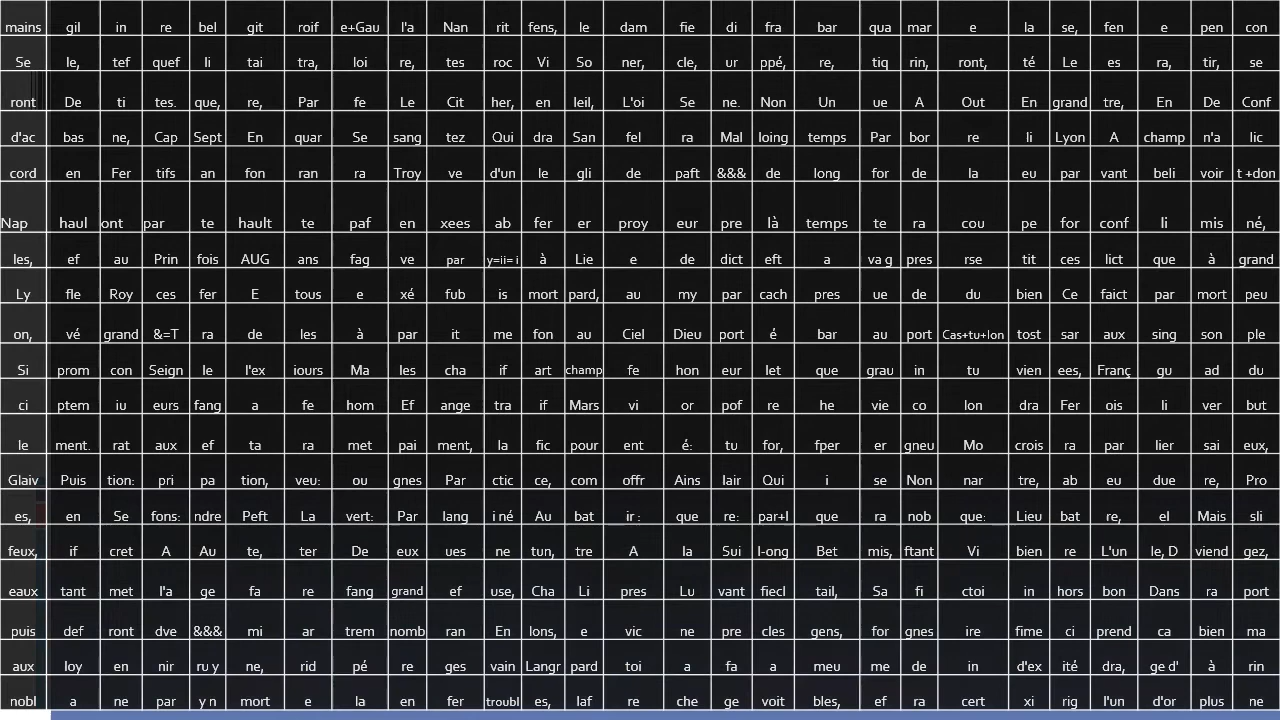 mains gil in re bel git roif e+Gau l'a Nan rit fens, le dam fie di fra bar qua mar e la se, fen e pen con
Se le, tef quef li tai tra, loi re, tes roc Vi So ner, cle, ur ppé, re, tiq rin, ront, té Le es ra, tir, se
ront De ti tes. que, re, Par fe Le Cit her, en leil, L'oi Se ne. Non Un ue A Out En grand tre, En De Conf
d'ac bas ne, Cap Sept En quar Se sang tez Qui dra San fel ra Mal loing temps Par bor re li Lyon A champ n'a lic
cord en Fer tifs an fon ran ra Troy ve d'un le gli de paft &&& de long for de la eu par vant beli voir t +don
Nap haul ont par te hault te paf en xees ab fer er proy eur pre là temps te ra cou pe for conf li mis né,
les, ef au Prin fois AUG ans fag ve par y=ii= i à Lie e de dict eft a va g pres rse tit ces lict que à grand
Ly fle Roy ces fer E tous e xé fub is mort pard, au my par cach pres ue de du bien Ce faict par mort peu
on, vé grand &=T ra de les à par it me fon au Ciel Dieu port é bar au port Cas+tu+lon tost sar aux sing son ple
Si prom con Seign le l'ex iours Ma les cha if art champ fe hon eur let que grau in tu vien ees, Franç gu ad du
ci ptem iu eurs fang a fe hom Ef ange tra if Mars vi or pof re he vie co lon dra Fer ois li ver but
le ment. rat aux ef ta ra met pai ment, la fic pour ent é: tu for, fper er gneu Mo crois ra par lier sai eux,
Glaiv Puis tion: pri pa tion, veu: ou gnes Par ctic ce, com offr Ains lair Qui i se Non nar tre, ab eu due re, Pro
es, en Se fons: ndre Peft La vert: Par lang i né Au bat ir : que re: par+l que ra nob que: Lieu bat re, el Mais sli
feux, if cret A Au te, ter De eux ues ne tun, tre A la Sui l-ong Bet mis, ftant Vi bien re L'un le, D viend gez,
eaux tant met l'a ge fa re fang grand ef use, Cha Li pres Lu vant fiecl tail, Sa fi ctoi in hors bon Dans ra port
puis def ront dve &&& mi ar trem nomb ran En lons, e vic ne pre cles gens, for gnes ire fime ci prend ca bien ma
aux loy en nir ru y ne, rid pé re ges vain Langr pard toi a fa a meu me de in d'ex ité dra, ge d' à rin
nobl a ne par y n mort e la en fer troubl es, laf re che ge voit bles, ef ra cert xi rig l'un d'or plus ne